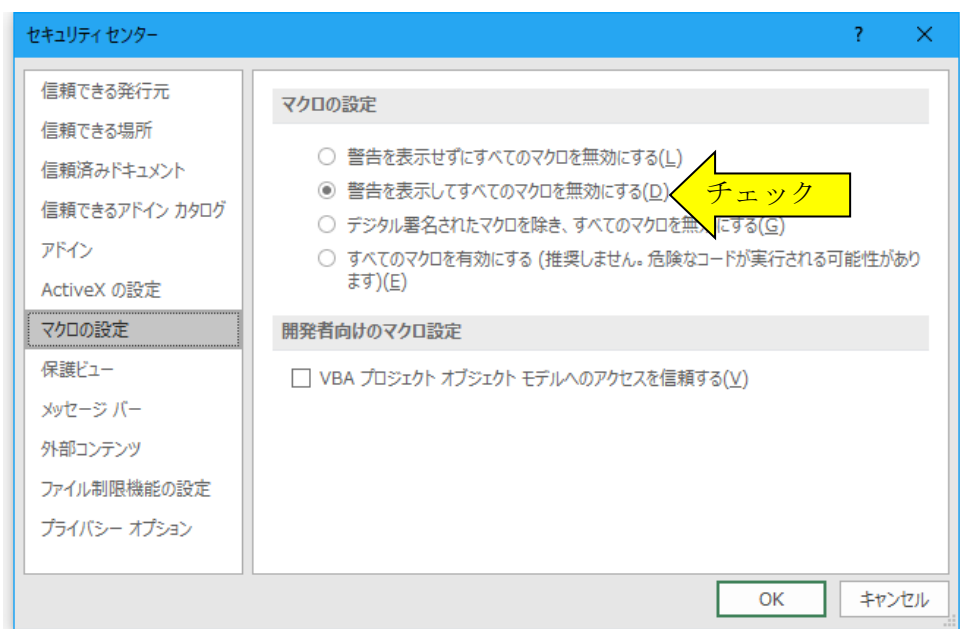 セキュリティ センター
?
信頼できる発行元
信頼できる場所
信頼済みドキュメント
信頼できるアドイン カタログ
アドイン
ActiveX の設定
マクロの設定
保護ビュー
メッセージ バー
外部コンテンツ
ファイル制限機能の設定
プライバシー オプション
マクロの設定
警告を表示せずにすべてのマクロを無効にする(L)
警告を表示してすべてのマクロを無効にする(D)
チェック
デジタル署名されたマクロを除き、すべてのマクロを無効にする(G)
すべてのマクロを有効にする (推奨しません。危険なコードが実行される可能性があり
ます)(E)
開発者向けのマクロ設定
VBA プロジェクト オブジェクト モデルへのアクセスを信頼する(V)
OK
キャンセル